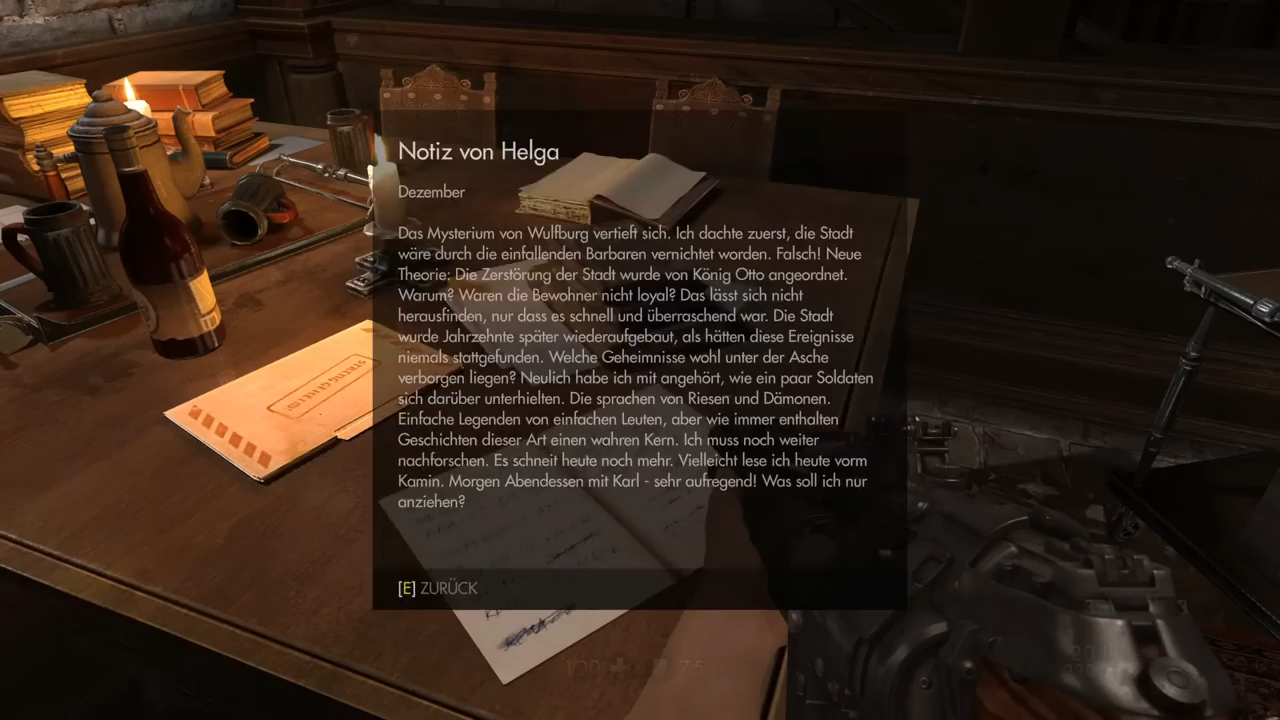 Notiz von Helga
Dezember
Das Mysterium von Wulfburg vertieft sich. Ich dachte zuerst, die Stadt
wäre durch die einfallenden Barbaren vernichtet worden. Falsch! Neue
Theorie: Die Zerstörung der Stadt wurde von König Otto angeordnet.
Warum? Waren die Bewohner nicht loyal? Das lässt sich nicht
herausfinden, nur dass es schnell und überraschend war. Die Stadt
wurde Jahrzehnte später wiederaufgebaut, als hätten diese Ereignisse
niemals stattgefunden. Welche Geheimnisse wohl unter der Asche
verborgen liegen? Neulich habe ich mit angehört, wie ein paar Soldaten
sich darüber unterhielten. Die sprachen von Riesen und Dämonen.
Einfache Legenden von einfachen Leuten, aber wie immer enthalten
Geschichten dieser Art einen wahren Kern. Ich muss noch weiter
nachforschen. Es schneit heute noch mehr. Vielleicht lese ich heute vorm
Kamin. Morgen Abendessen mit Karl - sehr aufregend! Was soll ich nur
anziehen?
[E] ZURÜCK
100 75